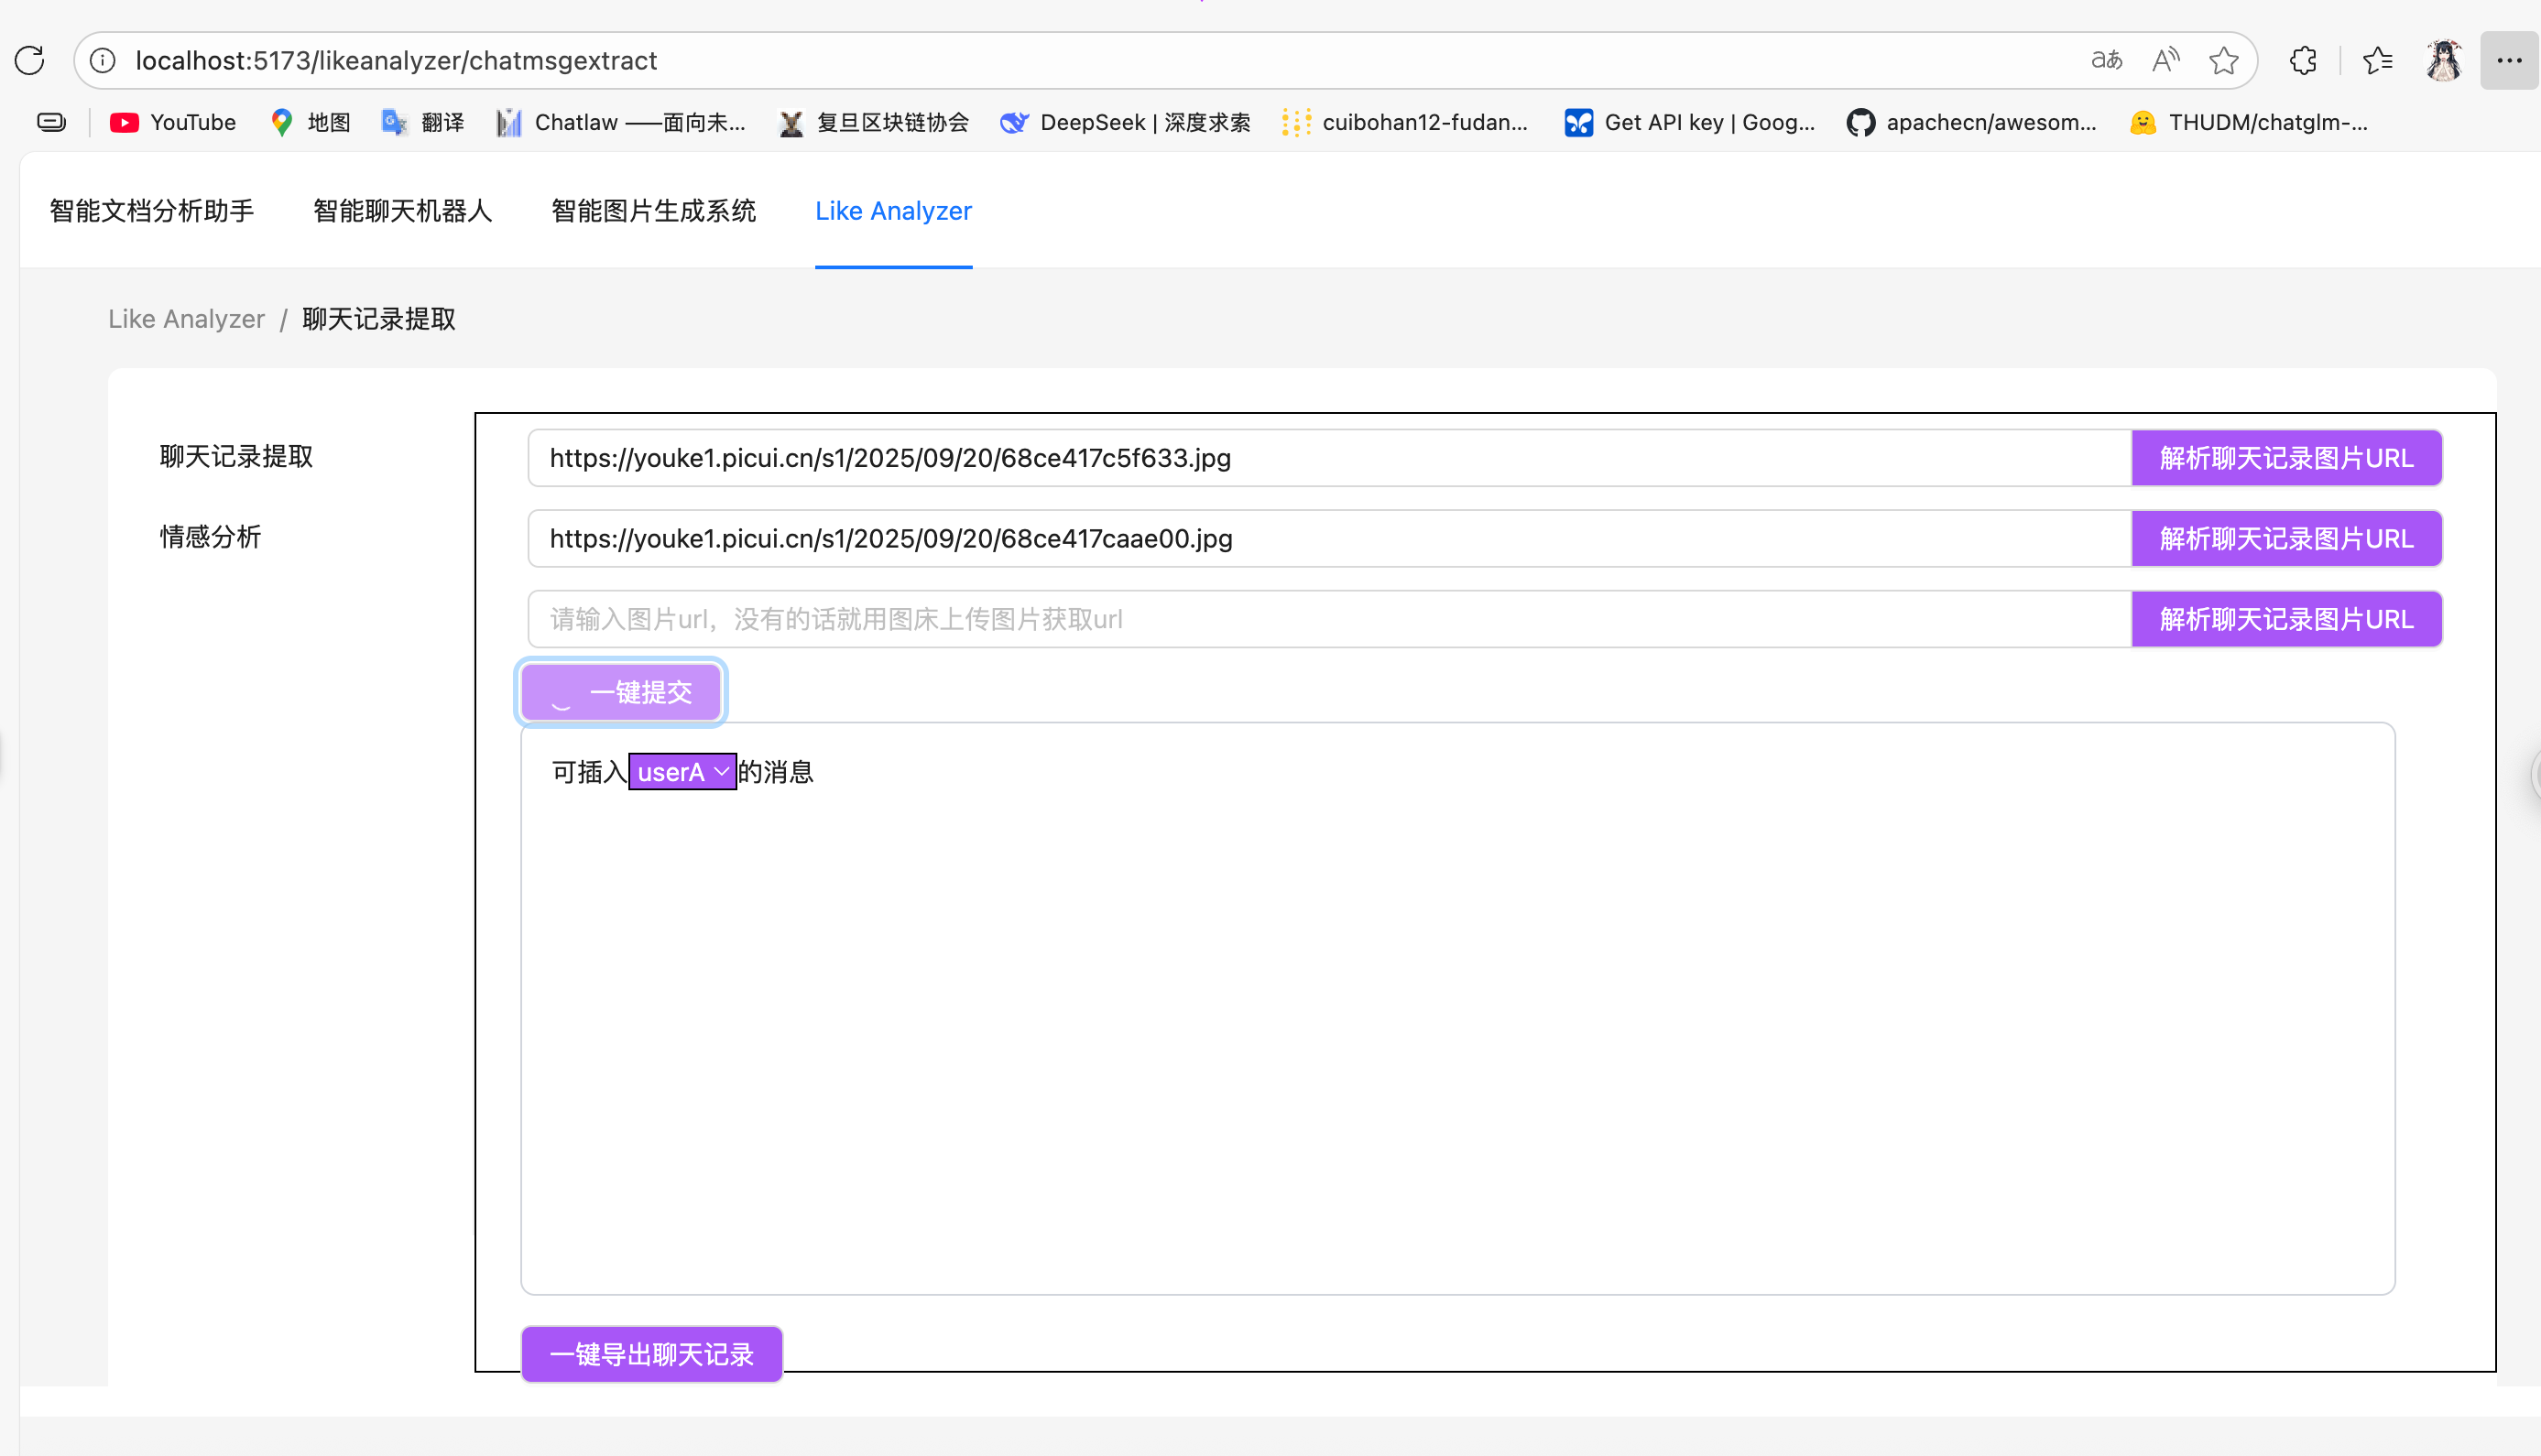 localhost:5173/likeanalyzer/chatmsgextract
YouTube 地图 翻译 Chatlaw ——面向未... 复旦区块链协会 DeepSeek | 深度求索 cuibohan12-fudan... Get API key | Goog... apachecn/awesom... THUDM/chatglm-...
智能文档分析助手 智能聊天机器人 智能图片生成系统 Like Analyzer
Like Analyzer / 聊天记录提取
聊天记录提取
情感分析
https://youke1.picui.cn/s1/2025/09/20/68ce417c5f633.jpg 解析聊天记录图片URL
https://youke1.picui.cn/s1/2025/09/20/68ce417caae00.jpg 解析聊天记录图片URL
请输入图片url，没有的话就用图床上传图片获取url 解析聊天记录图片URL
一键提交
可插入userA的消息
一键导出聊天记录